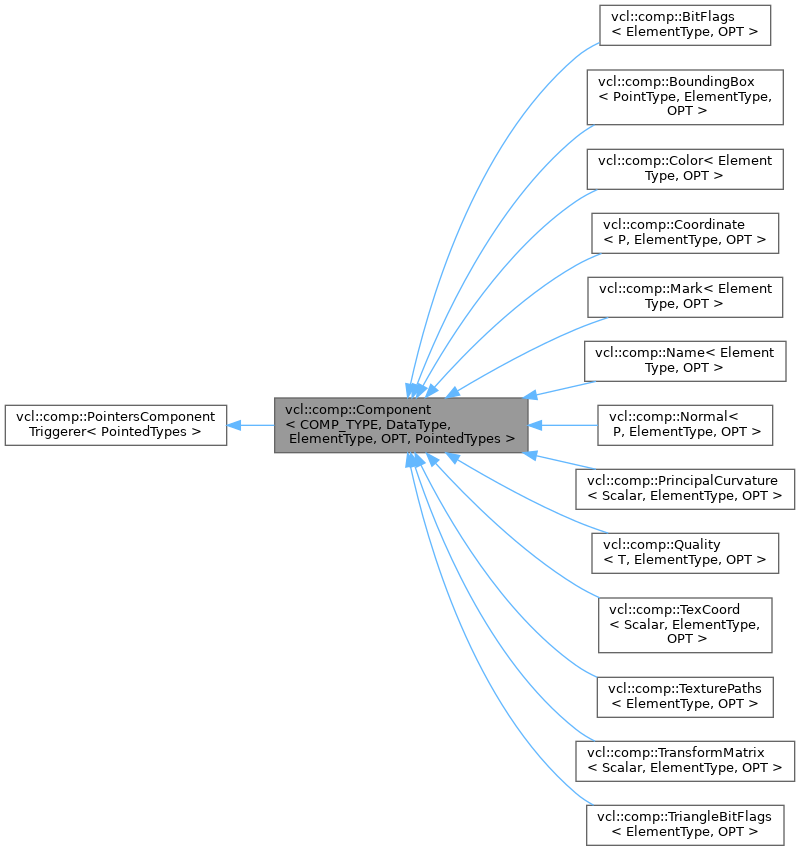 vcl::comp::PointersComponent
Triggerer< PointedTypes >
vcl::comp::Component
< COMP_TYPE, DataType,
ElementType, OPT, PointedTypes >
vcl::comp::BitFlags
< ElementType, OPT >
vcl::comp::BoundingBox
< PointType, ElementType,
OPT >
vcl::comp::Color< Element
Type, OPT >
vcl::comp::Coordinate
< P, ElementType, OPT >
vcl::comp::Mark< Element
Type, OPT >
vcl::comp::Name< Element
Type, OPT >
vcl::comp::Normal<
P, ElementType, OPT >
vcl::comp::PrincipalCurvature
< Scalar, ElementType, OPT >
vcl::comp::Quality
< T, ElementType, OPT >
vcl::comp::TexCoord
< Scalar, ElementType,
OPT >
vcl::comp::TexturePaths
< ElementType, OPT >
vcl::comp::TransformMatrix
< Scalar, ElementType, OPT >
vcl::comp::TriangleBitFlags
< ElementType, OPT >